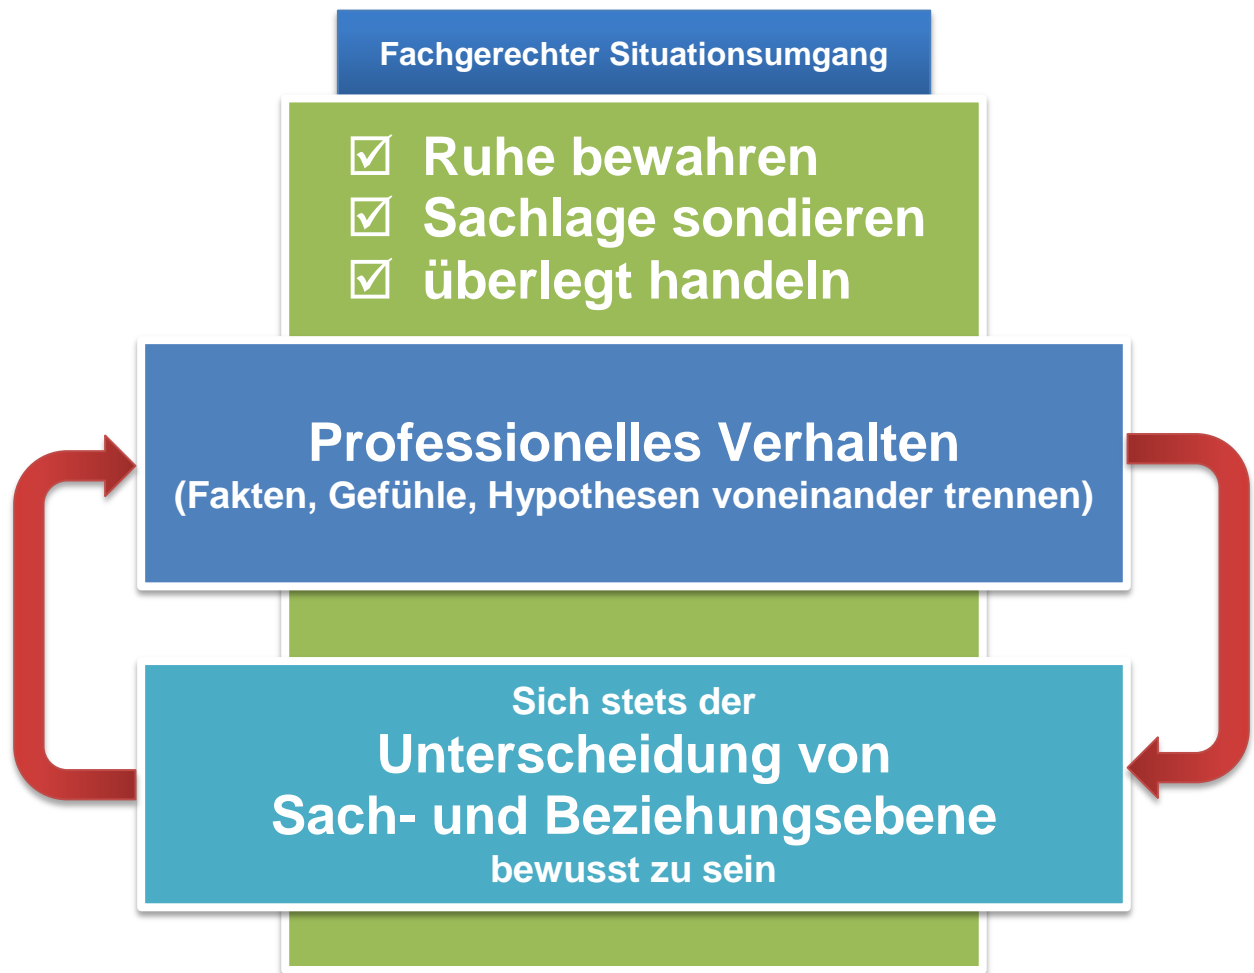 Fachgerechter Situationsumgang
☑ Ruhe bewahren
☑ Sachlage sondieren
☑ überlegt handeln
Professionelles Verhalten
(Fakten, Gefühle, Hypothesen voneinander trennen)
Sich stets der
Unterscheidung von
Sach- und Beziehungsebene
bewusst zu sein